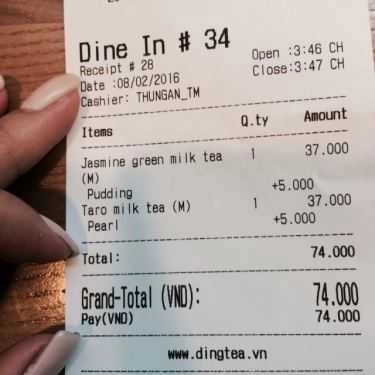 Dine In # 34
Receipt # 28 Open :3:46 CH
Date :08/02/2016 Close:3:47 CH
Cashier: THUNGAN_TM
Items Q.ty Amount
Jasmine green milk tea 1 37.000
(M)
Pudding +5.000
Taro milk tea (M) 1 37.000
Pearl +5.000
Total: 74.000
Grand-Total (VND): 74.000
Pay(VND) 74.000
www.dingtea.vn